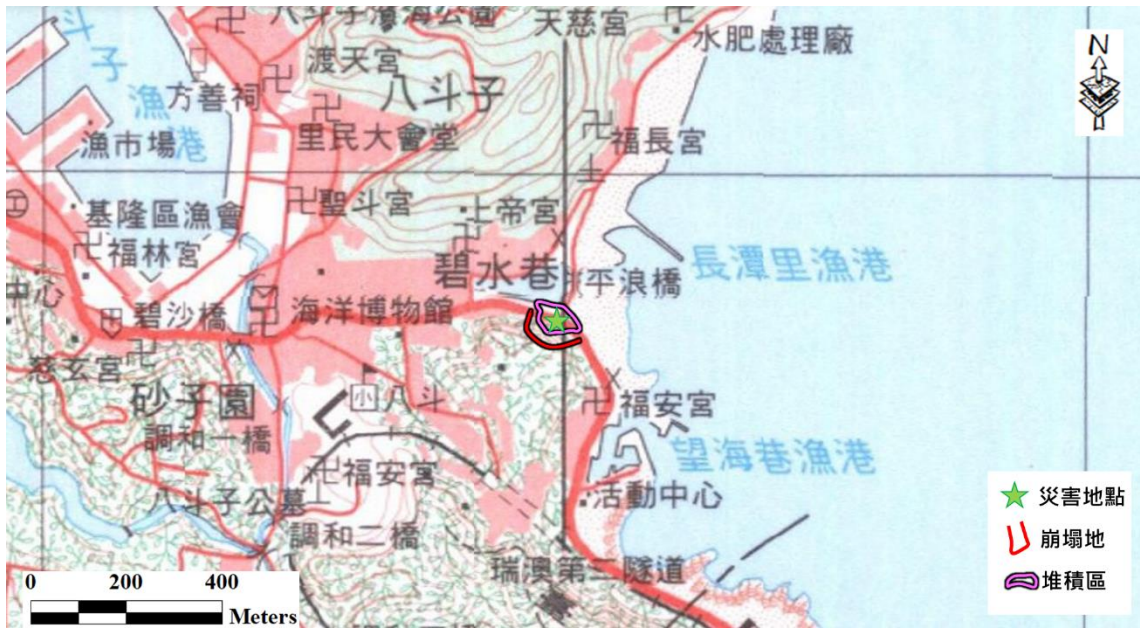 八斗子濱海公園
天慈宮
水肥處理廠
N
斗
子
漁
港
渡天宮
八斗子
方善祠
漁市場
里民大會堂
福長宮
基隆區漁會
聖斗宮
上帝宮
福林宮
碧水巷
平浪橋
長潭里漁港
中心
碧沙橋
海洋博物館
慈玄宮
砂子園
小
八斗
福安宮
調和一橋
望海巷漁港
福安宮
活動中心
八斗子公墓
調和二橋
瑞澳第二隧道
災害地點
崩塌地
堆積區
0 200 400
Meters